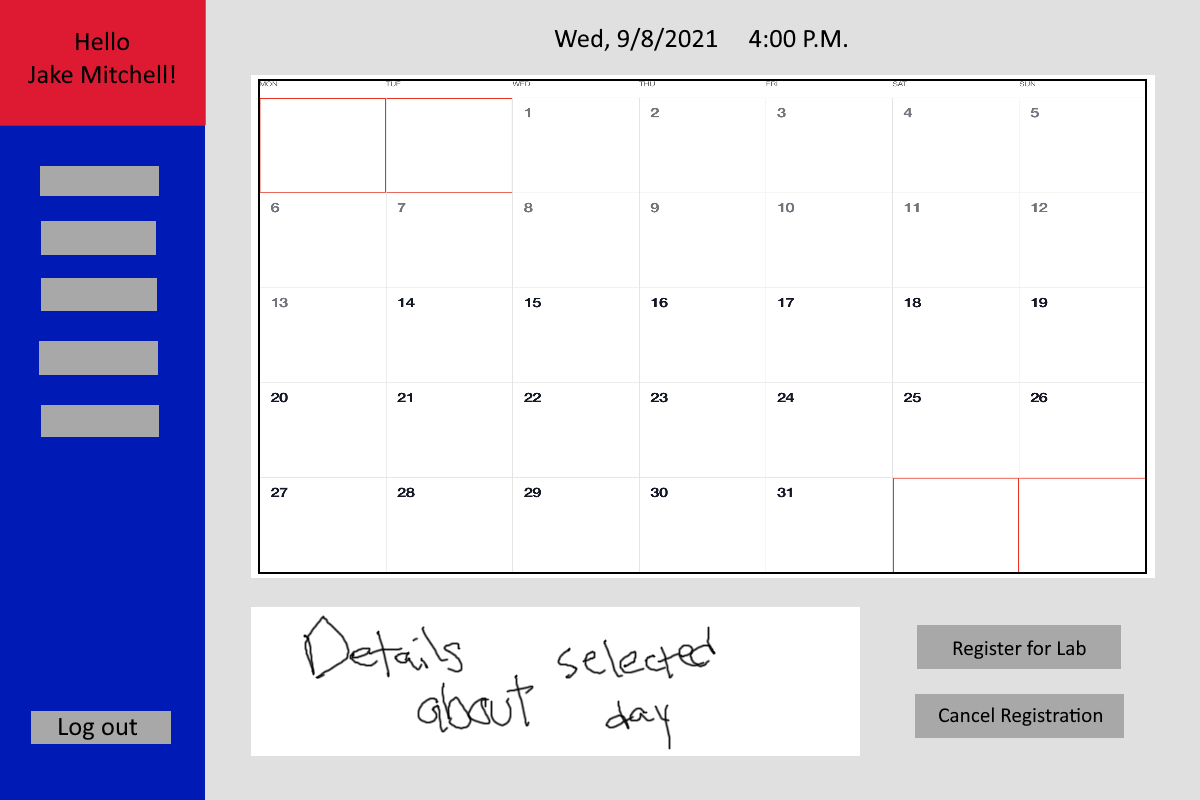 Hello
Jake Mitchell!
Wed, 9/8/2021 4:00 P.M.
MON TUE WED THU FRI SAT SUN
1 2 3 4 5
6 7 8 9 10 11 12
13 14 15 16 17 18 19
20 21 22 23 24 25 26
27 28 29 30 31
Details selected
about day
Register for Lab
Cancel Registration
Log out